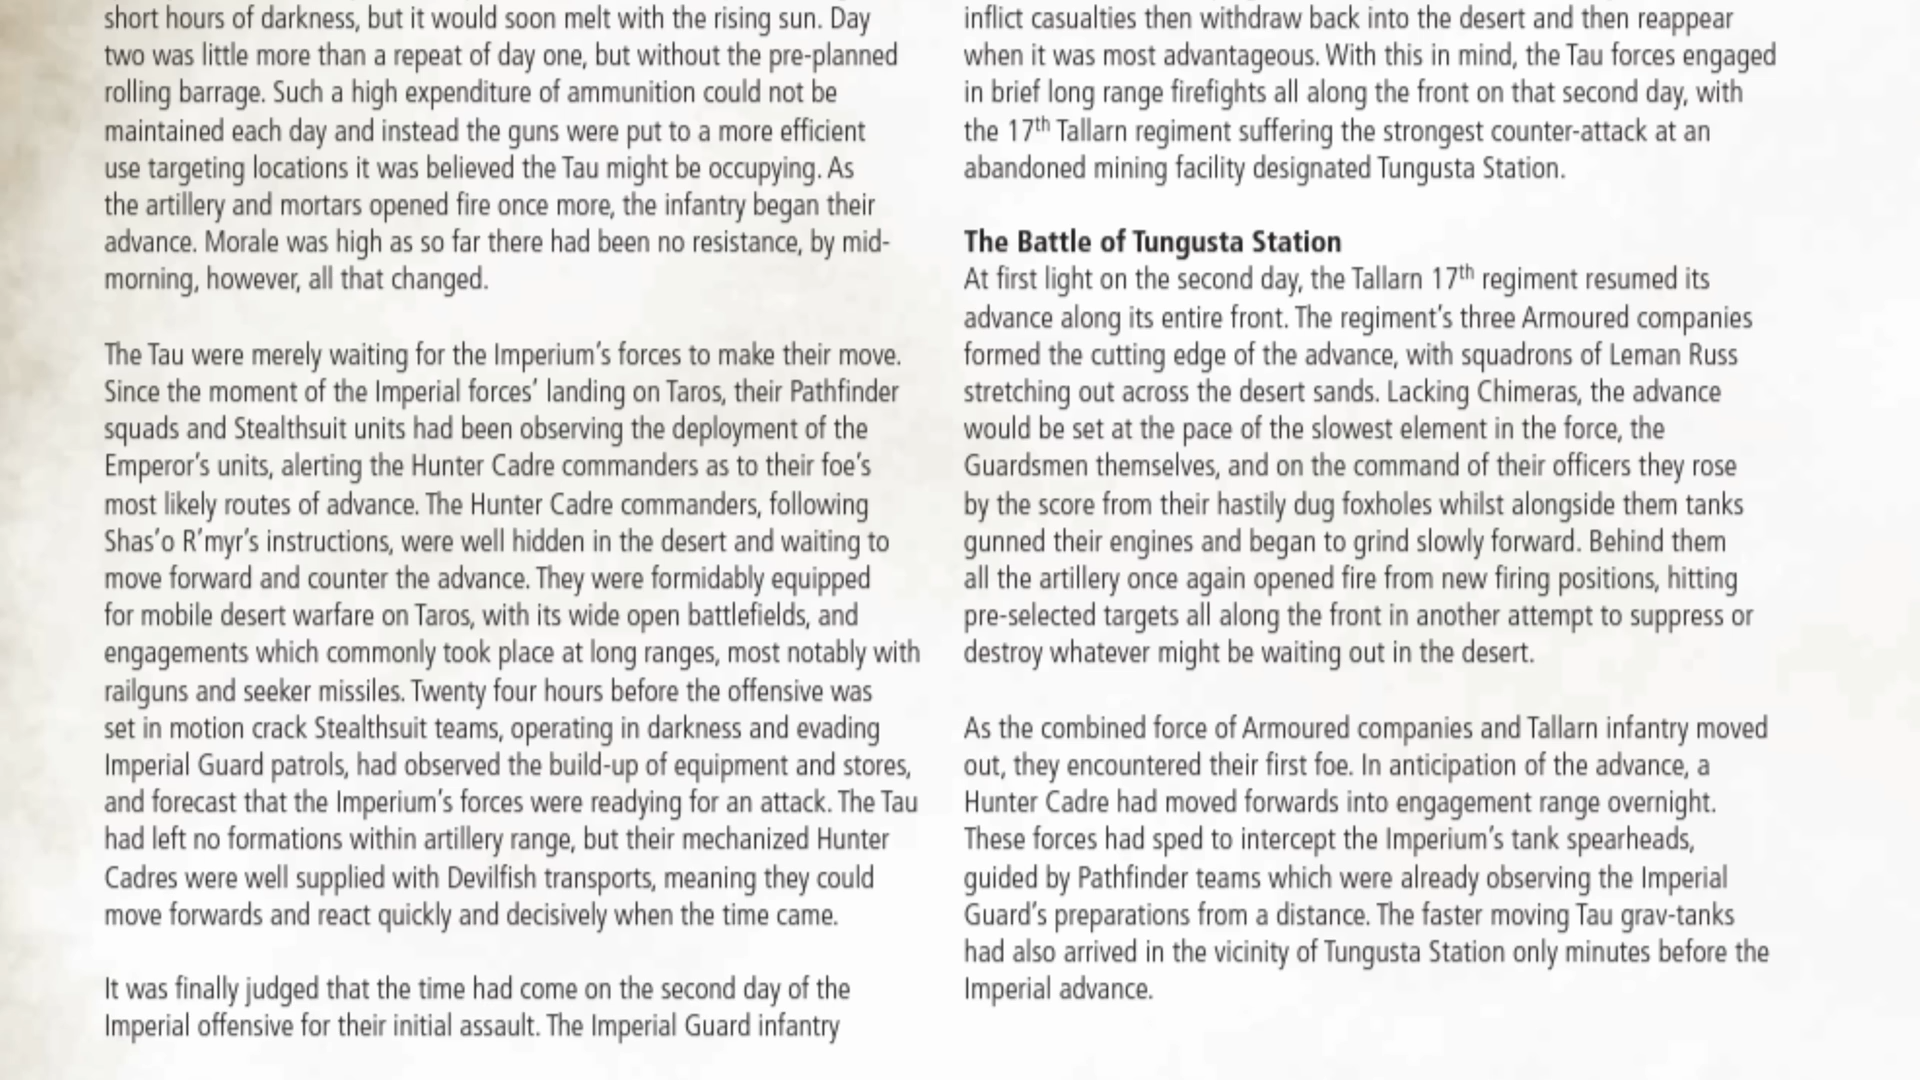 short hours of darkness, but it would soon melt with the rising sun. Day
two was little more than a repeat of day one, but without the pre-planned
rolling barrage. Such a high expenditure of ammunition could not be
maintained each day and instead the guns were put to a more efficient
use targeting locations it was believed the Tau might be occupying. As
the artillery and mortars opened fire once more, the infantry began their
advance. Morale was high as so far there had been no resistance, by mid-
morning, however, all that changed.
The Tau were merely waiting for the Imperium's forces to make their move.
Since the moment of the Imperial forces' landing on Taros, their Pathfinder
squads and Stealthsuit units had been observing the deployment of the
Emperor's units, alerting the Hunter Cadre commanders as to their foe's
most likely routes of advance. The Hunter Cadre commanders, following
Shas'o R'myr's instructions, were well hidden in the desert and waiting to
move forward and counter the advance. They were formidably equipped
for mobile desert warfare on Taros, with its wide open battlefields, and
engagements which commonly took place at long ranges, most notably with
railguns and seeker missiles. Twenty four hours before the offensive was
set in motion crack Stealthsuit teams, operating in darkness and evading
Imperial Guard patrols, had observed the build-up of equipment and stores,
and forecast that the Imperium's forces were readying for an attack. The Tau
had left no formations within artillery range, but their mechanized Hunter
Cadres were well supplied with Devilfish transports, meaning they could
move forwards and react quickly and decisively when the time came.
It was finally judged that the time had come on the second day of the
Imperial offensive for their initial assault. The Imperial Guard infantry
inflict casualties then withdraw back into the desert and then reappear
when it was most advantageous. With this in mind, the Tau forces engaged
in brief long range firefights all along the front on that second day, with
the 17th Tallarn regiment suffering the strongest counter-attack at an
abandoned mining facility designated Tungusta Station.
The Battle of Tungusta Station
At first light on the second day, the Tallarn 17th regiment resumed its
advance along its entire front. The regiment's three Armoured companies
formed the cutting edge of the advance, with squadrons of Leman Russ
stretching out across the desert sands. Lacking Chimeras, the advance
would be set at the pace of the slowest element in the force, the
Guardsmen themselves, and on the command of their officers they rose
by the score from their hastily dug foxholes whilst alongside them tanks
gunned their engines and began to grind slowly forward. Behind them
all the artillery once again opened fire from new firing positions, hitting
pre-selected targets all along the front in another attempt to suppress or
destroy whatever might be waiting out in the desert.
As the combined force of Armoured companies and Tallarn infantry moved
out, they encountered their first foe. In anticipation of the advance, a
Hunter Cadre had moved forwards into engagement range overnight.
These forces had sped to intercept the Imperium's tank spearheads,
guided by Pathfinder teams which were already observing the Imperial
Guard's preparations from a distance. The faster moving Tau grav-tanks
had also arrived in the vicinity of Tungusta Station only minutes before the
Imperial advance.